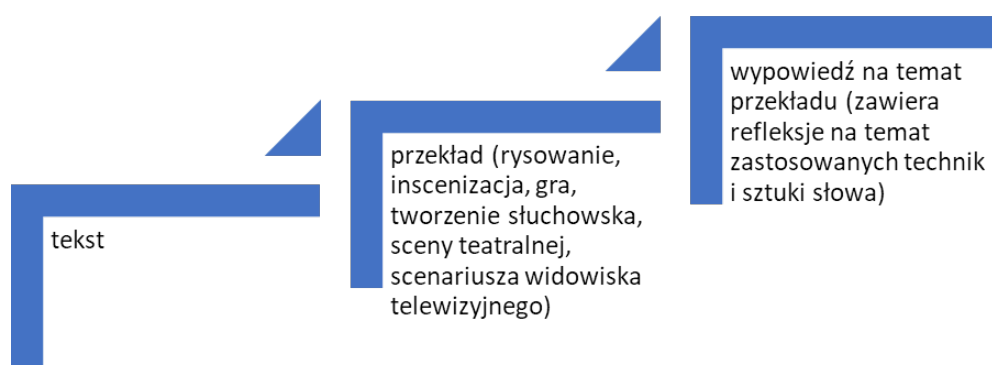 tekst
przekład (rysowanie,
inscenizacja, gra,
tworzenie słuchowska,
sceny teatralnej,
scenariusza widowiska
telewizyjnego)
wypowiedź na temat
przekładu (zawiera
refleksje na temat
zastosowanych technik
i sztuki słowa)